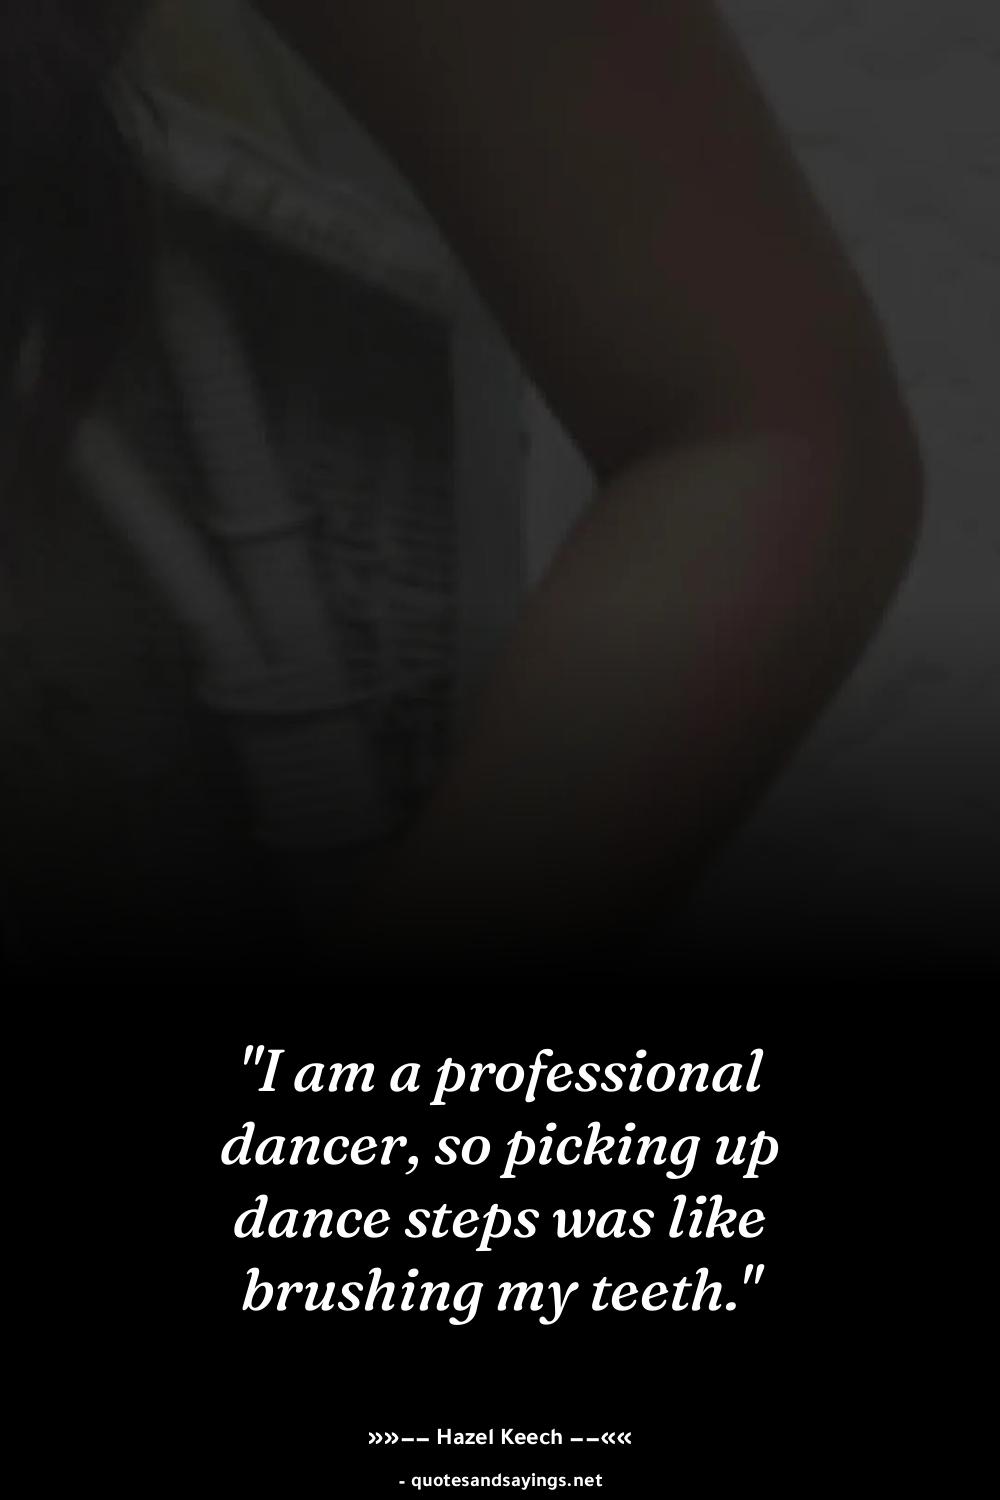 "I am a professional
dancer, so picking up
dance steps was like
brushing my teeth."
»»−− Hazel Keech −−««
- quotesandsayings.net